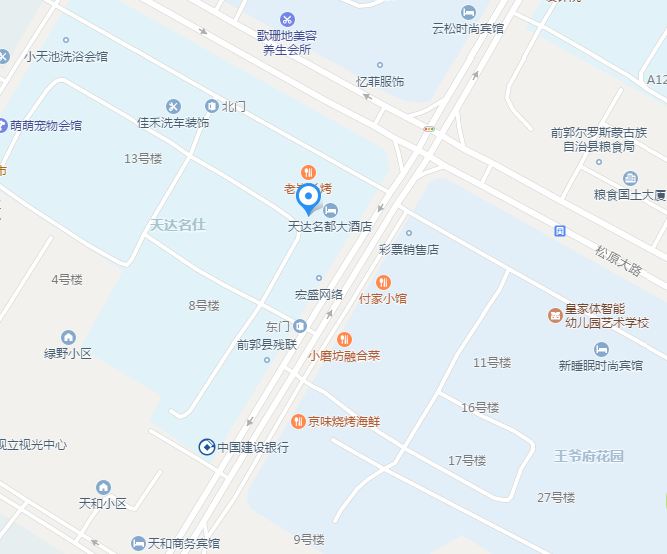 云松时尚宾馆
歌珊地美容
养生会所
小天池洗浴会馆
忆菲服饰
A12
北门
佳禾洗车装饰
萌萌宠物会馆
前郭尔罗斯蒙古族
自治县粮食局
13号楼
市
粮食国土大厦
天达名仕
天达名都大酒店
彩票销售店
松原大路
4号楼
宏盛网络
付家小馆
8号楼
皇家体智能
幼儿园艺术学校
东门
前郭县残联
绿野小区
小磨坊融合菜
11号楼
新睡眠时尚宾馆
16号楼
京味烧烤海鲜
视立视光中心
中国建设银行
17号楼
王爷府花园
27号楼
天和小区
9号楼
天和商务宾馆